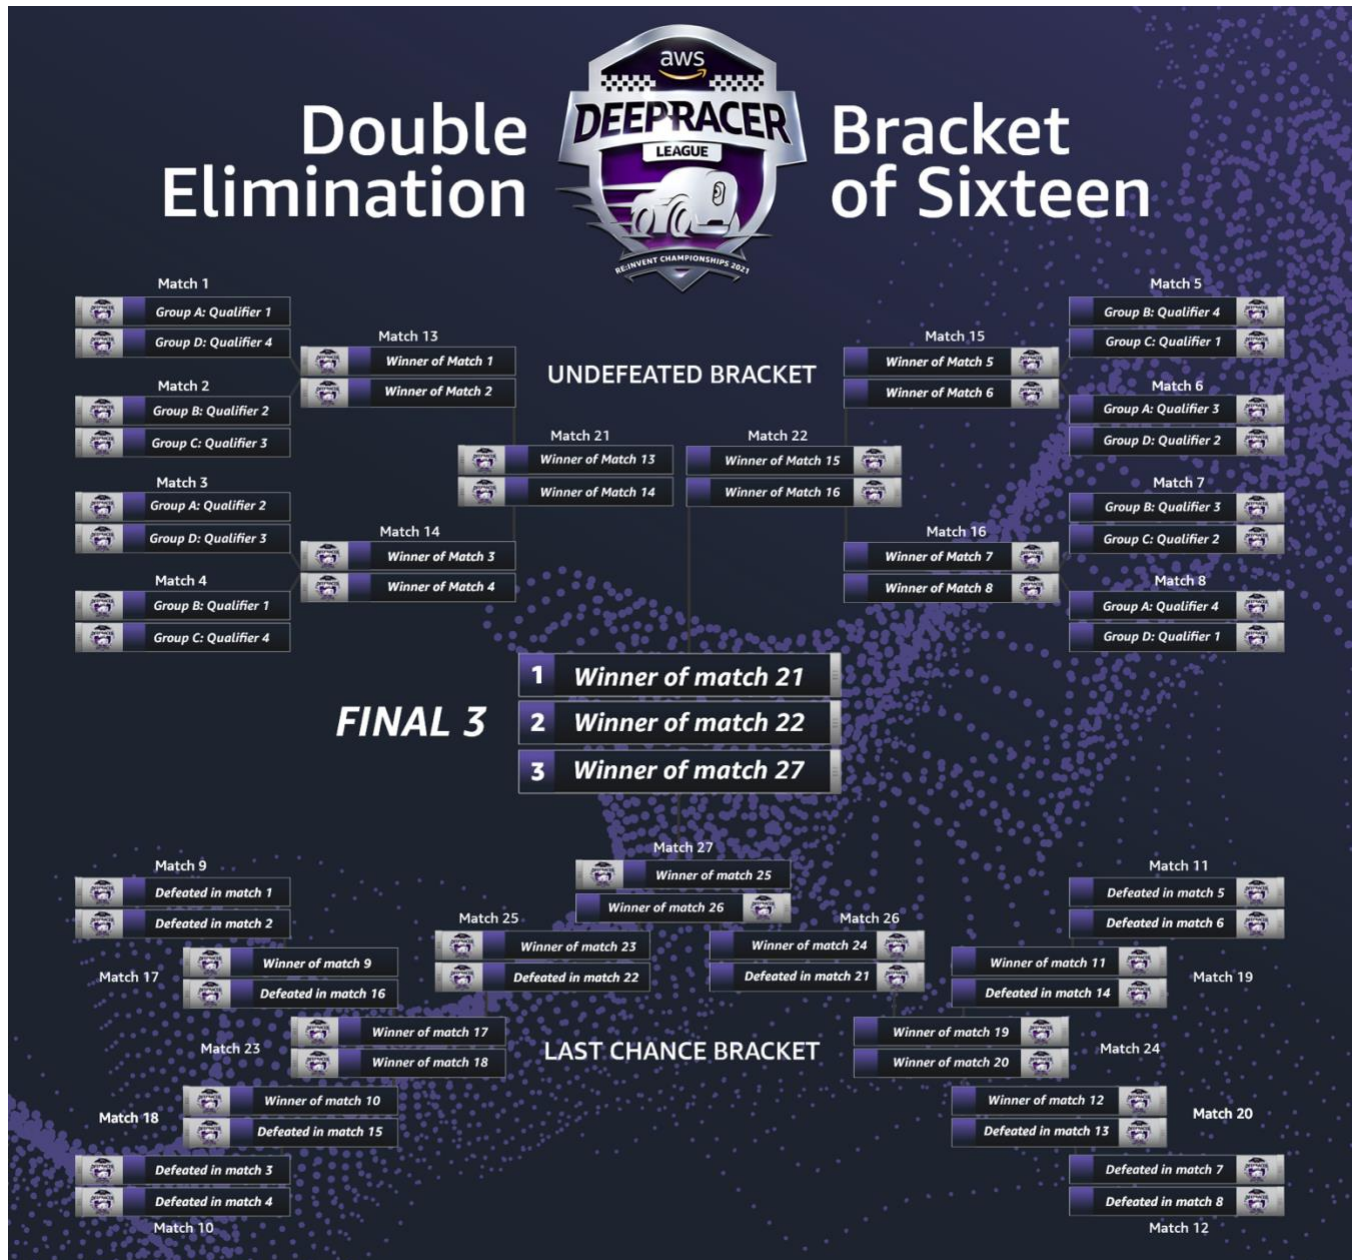 aws
DEEPRACER
LEAGUE
RE:INVENT CHAMPIONSHIPS 2021
Double
Elimination
Bracket
of Sixteen
Match 1
Group A: Qualifier 1
Group D: Qualifier 4
Match 2
Group B: Qualifier 2
Group C: Qualifier 3
Match 3
Group A: Qualifier 2
Group D: Qualifier 3
Match 4
Group B: Qualifier 1
Group C: Qualifier 4
Match 13
Winner of Match 1
Winner of Match 2
Match 14
Winner of Match 3
Winner of Match 4
UNDEFEATED BRACKET
Match 21
Winner of Match 13
Winner of Match 14
Match 22
Winner of Match 15
Winner of Match 16
Match 15
Winner of Match 5
Winner of Match 6
Match 16
Winner of Match 7
Winner of Match 8
Match 5
Group B: Qualifier 4
Group C: Qualifier 1
Match 6
Group A: Qualifier 3
Group D: Qualifier 2
Match 7
Group B: Qualifier 3
Group C: Qualifier 2
Match 8
Group A: Qualifier 4
Group D: Qualifier 1
FINAL 3
1 Winner of match 21
2 Winner of match 22
3 Winner of match 27
Match 9
Defeated in match 1
Defeated in match 2
Match 17
Winner of match 9
Defeated in match 16
Match 23
Winner of match 17
Winner of match 18
Match 18
Winner of match 10
Defeated in match 15
Defeated in match 3
Defeated in match 4
Match 10
Match 27
Winner of match 25
Winner of match 26
Match 25
Winner of match 23
Defeated in match 22
Match 26
Winner of match 24
Defeated in match 21
LAST CHANCE BRACKET
Match 11
Defeated in match 5
Defeated in match 6
Winner of match 11
Defeated in match 14
Match 19
Winner of match 19
Winner of match 20
Match 24
Winner of match 12
Defeated in match 13
Match 20
Defeated in match 7
Defeated in match 8
Match 12